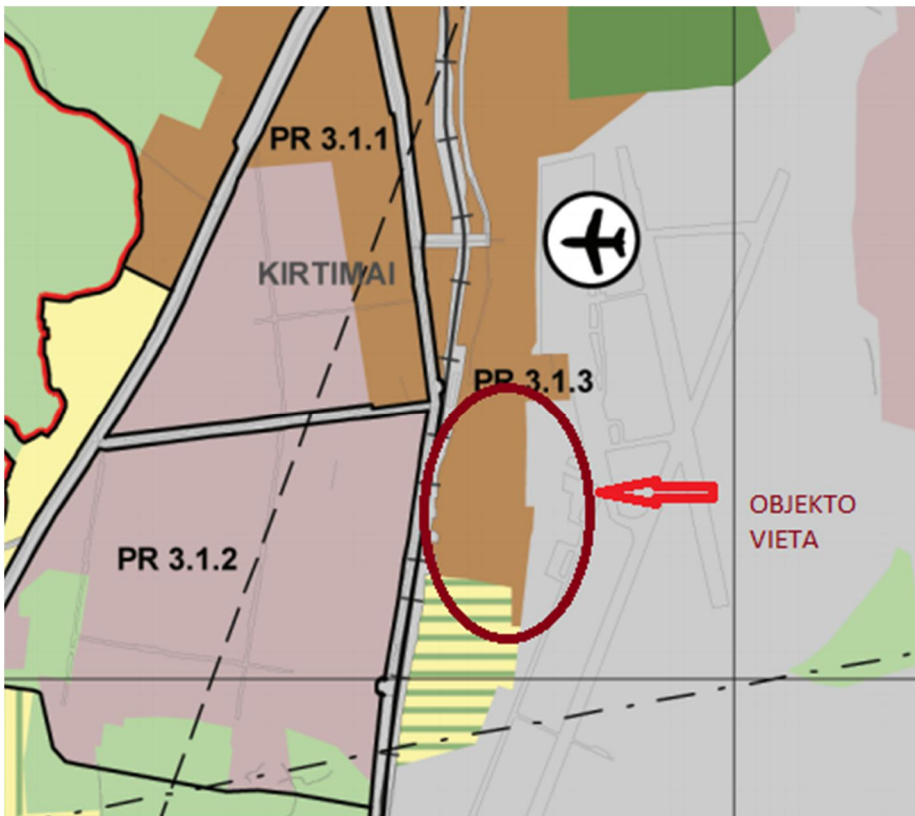 PR 3.1.1
KIRTIMAI
PR 3.1.3
OBJEKTO
VIETA
PR 3.1.2